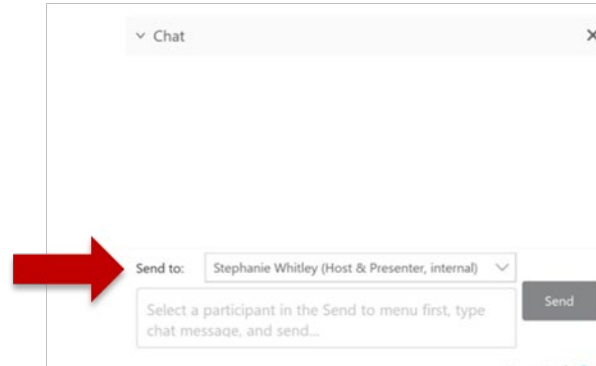 Chat
Send to:
Stephanie Whitley (Host & Presenter, internal)
Select a participant in the Send to menu first, type
chat message, and send...
Send